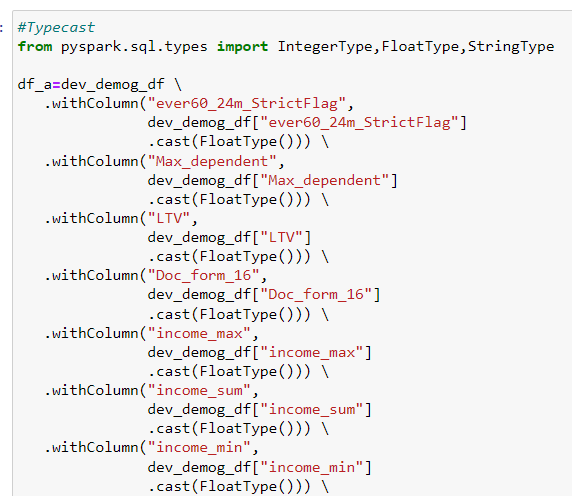 :
#Typecast
from pyspark.sql.types import IntegerType,FloatType,StringType
df_a=dev_demog_df \
.withColumn("ever60_24m_StrictFlag",
dev_demog_df["ever60_24m_StrictFlag"]
.cast(FloatType())) \
.withColumn("Max_dependent",
dev_demog_df["Max_dependent"]
.cast(FloatType())) \
.withColumn("LTV",
dev_demog_df["LTV"]
.cast(FloatType())) \
.withColumn("Doc_form_16",
dev_demog_df["Doc_form_16"]
.cast(FloatType())) \
.withColumn("income_max",
dev_demog_df["income_max"]
.cast(FloatType())) \
.withColumn("income_sum",
dev_demog_df["income_sum"]
.cast(FloatType())) \
.withColumn("income_min",
dev_demog_df["income_min"]
.cast(FloatType())) \